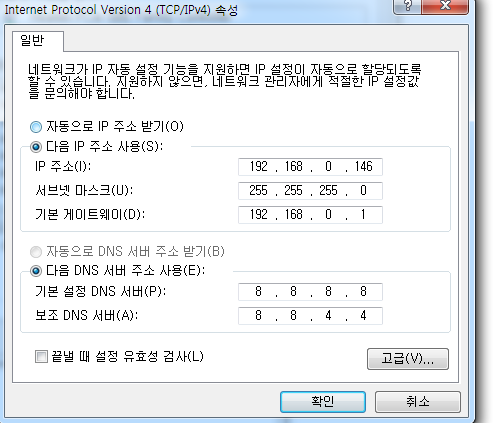 Internet Protocol Version 4 (TCP/IPv4) 속성
일반
네트워크가 IP 자동 설정 기능을 지원하면 IP 설정이 자동으로 할당되도록
할 수 있습니다. 지원하지 않으면, 네트워크 관리자에게 적절한 IP 설정값
을 문의해야 합니다.
자동으로 IP 주소 받기(O)
다음 IP 주소 사용(S):
IP 주소(I): 192 . 168 . 0 . 146
서브넷 마스크(U): 255 . 255 . 255 . 0
기본 게이트웨이(D): 192 . 168 . 0 . 1
자동으로 DNS 서버 주소 받기(B)
다음 DNS 서버 주소 사용(E):
기본 설정 DNS 서버(P): 8 . 8 . 8 . 8
보조 DNS 서버(A): 8 . 8 . 4 . 4
끝낼 때 설정 유효성 검사(L)
고급(V)...
확인 취소